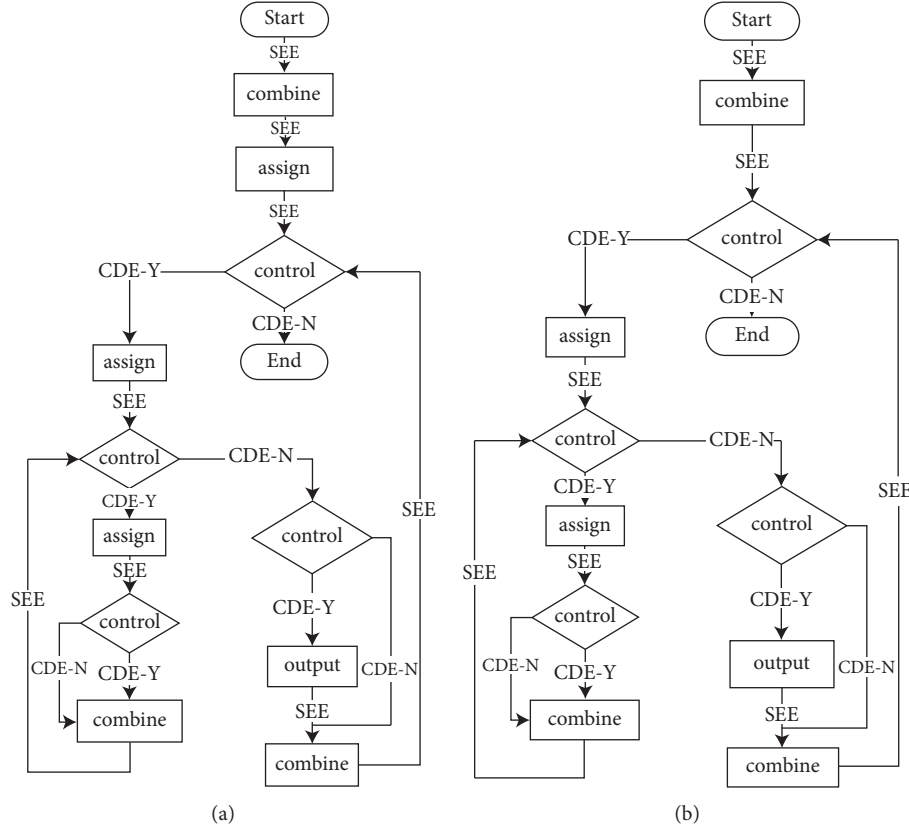 Start
SEE
combine
SEE
assign
SEE
control
CDE-Y
CDE-N
End
assign
SEE
control
CDE-N
CDE-Y
assign
SEE
control
CDE-N
CDE-Y
combine
SEE
control
CDE-Y
output
CDE-N
SEE
combine
SEE
(a)
Start
SEE
combine
SEE
control
CDE-Y
CDE-N
End
assign
SEE
control
CDE-N
CDE-Y
assign
SEE
control
CDE-N
CDE-Y
combine
SEE
control
CDE-Y
output
CDE-N
SEE
combine
SEE
(b)